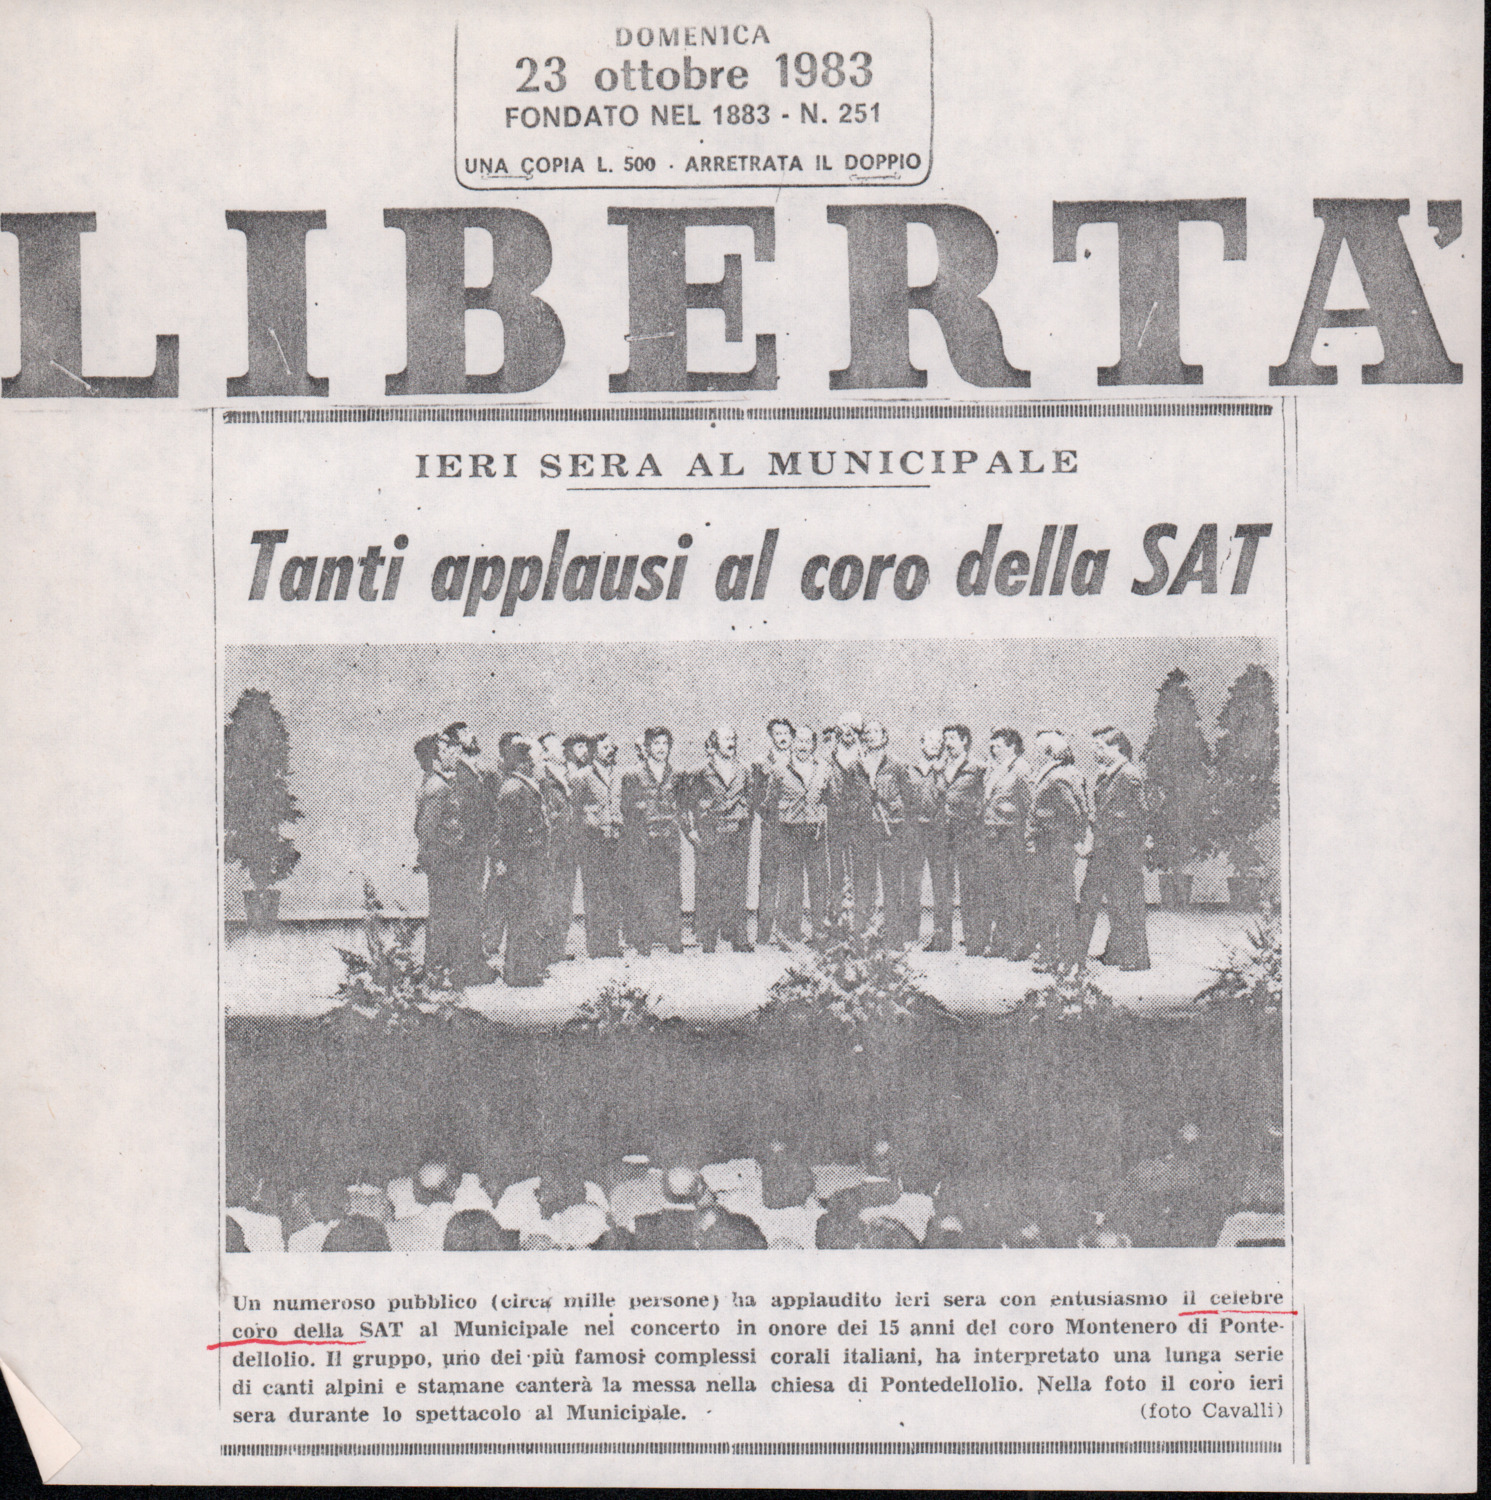 DOMENICA
23 ottobre 1983
FONDATO NEL 1883 - N. 251
UNA COPIA L. 500 - ARRETRATA IL DOPPIO
LIBERTA'
IERI SERA AL MUNICIPALE
Tanti applausi al coro della SAT
Un numeroso pubblico (circa mille persone) ha applaudito ieri sera con entusiasmo il celebre
coro della SAT al Municipale nel concerto in onore dei 15 anni del coro Montenero di Ponte-
dellolio. Il gruppo, uno dei più famosi complessi corali italiani, ha interpretato una lunga serie
di canti alpini e stamane canterà la messa nella chiesa di Pontedellolio. Nella foto il coro ieri
sera durante lo spettacolo al Municipale.
(foto Cavalli)